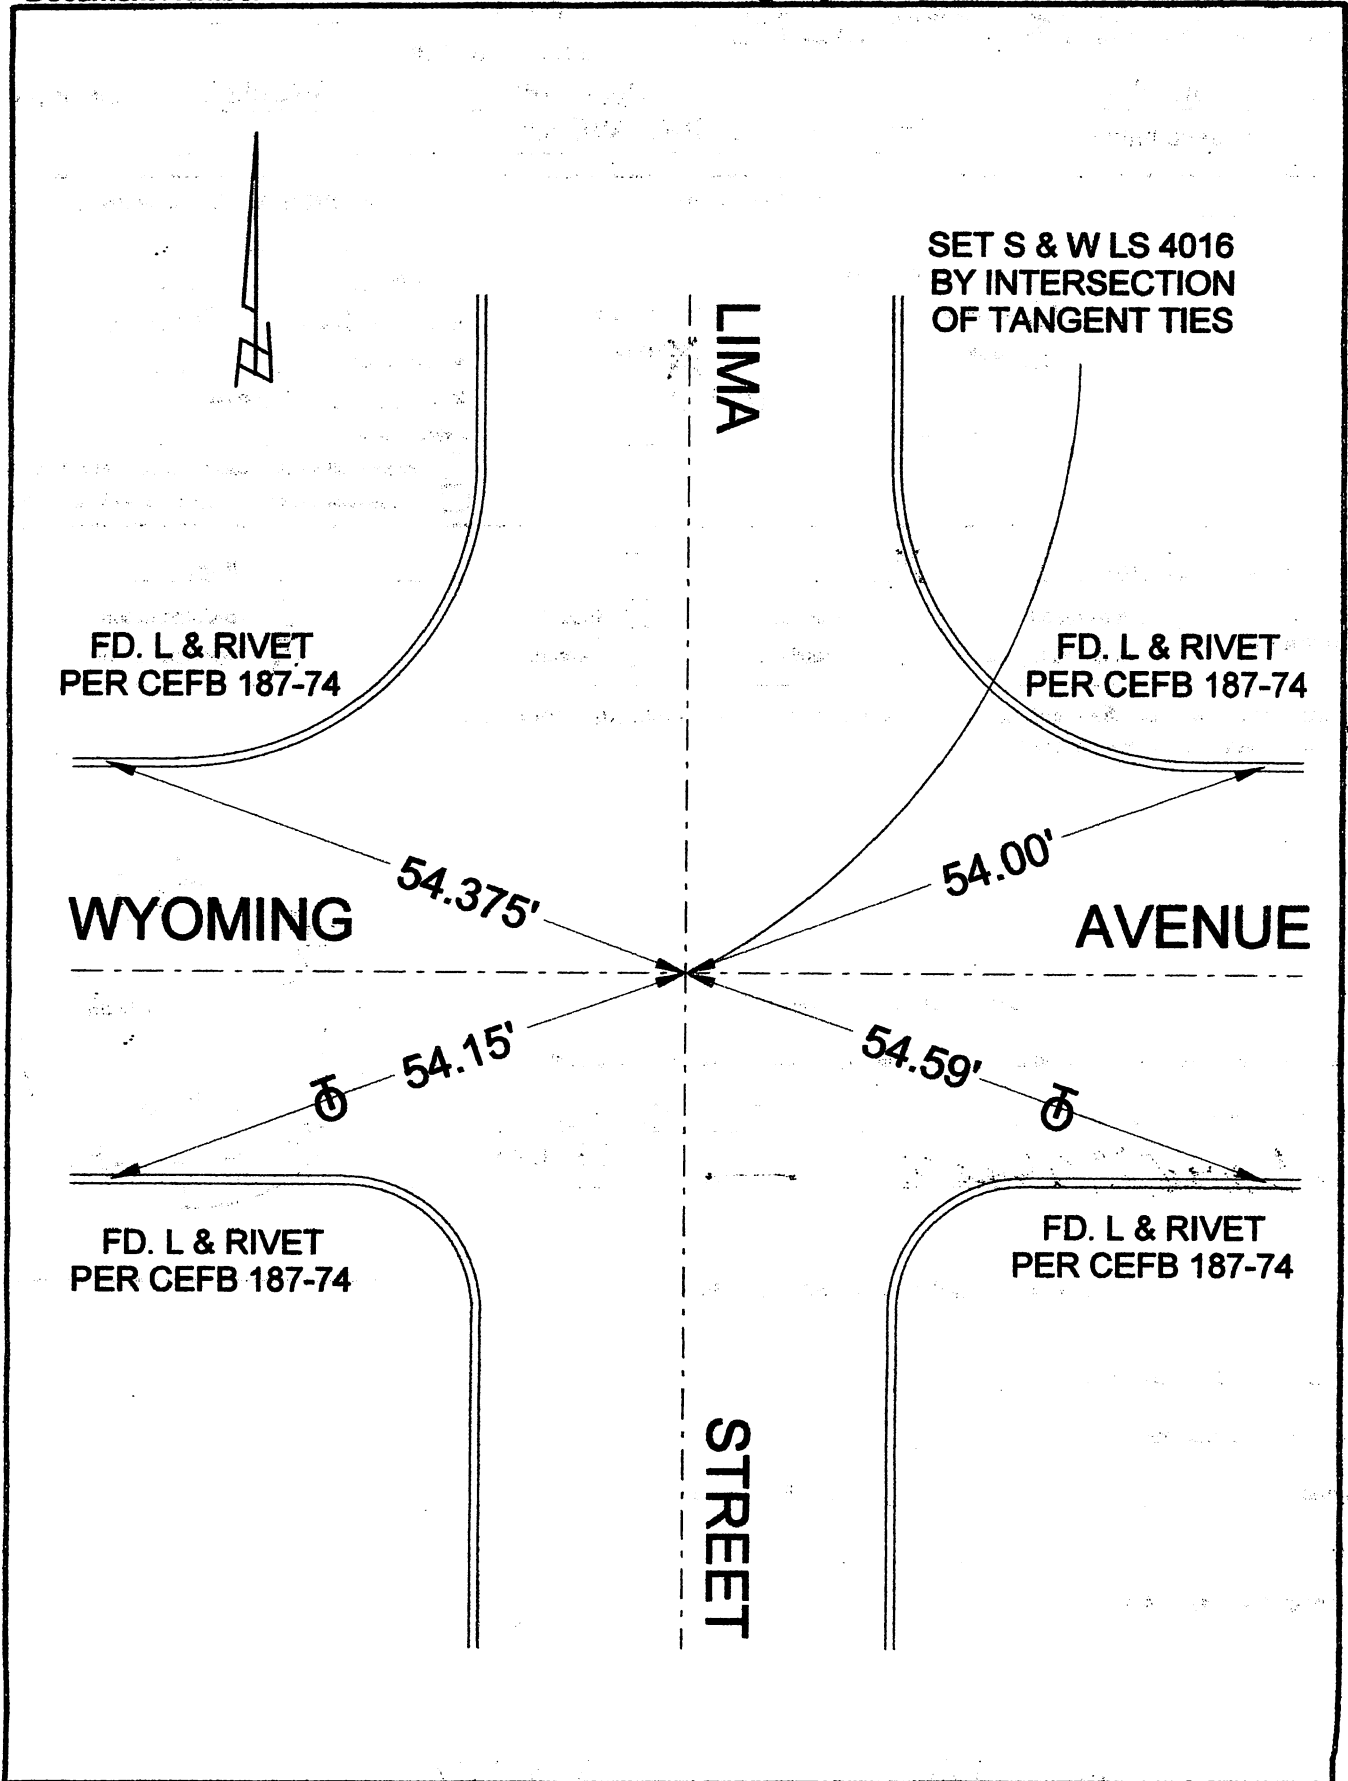 SET S & W LS 4016
BY INTERSECTION
OF TANGENT TIES
LIMA
FD. L & RIVET
PER CEFB 187-74
FD. L & RIVET
PER CEFB 187-74
54.375'
54.00'
WYOMING
AVENUE
54.15'
54.59'
FD. L & RIVET
PER CEFB 187-74
FD. L & RIVET
PER CEFB 187-74
STREET